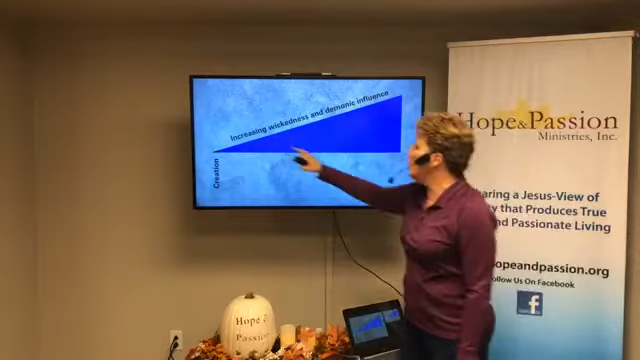 Increasing wickedness and demonic influence
Creation
Hope&Passion
Ministries, Inc.
aring a Jesus-View of
y that Produces True
nd Passionate Living
opeandpassion.org
ollow Us On Facebook
f
Hope &
Passion